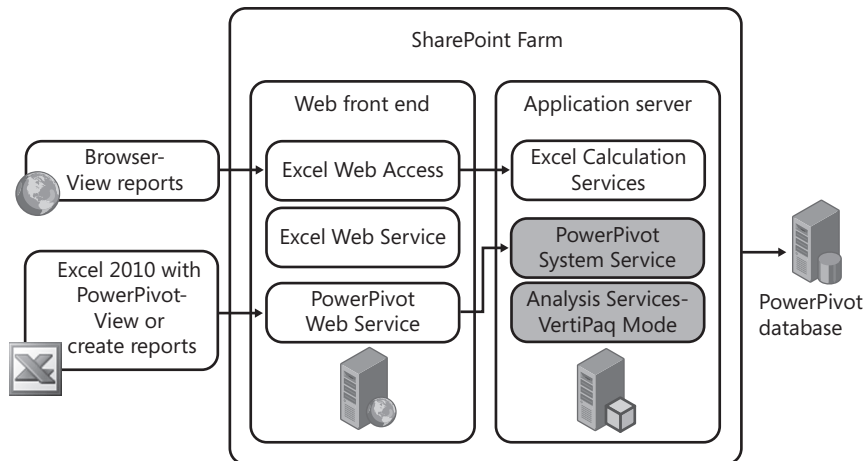 SharePoint Farm
Web front end
Application server
Browser-
View reports
Excel Web Access
Excel Calculation
Services
Excel Web Service
PowerPivot
System Service
Excel 2010 with
PowerPivot-
View or
create reports
PowerPivot
Web Service
Analysis Services-
VertiPaq Mode
PowerPivot
database